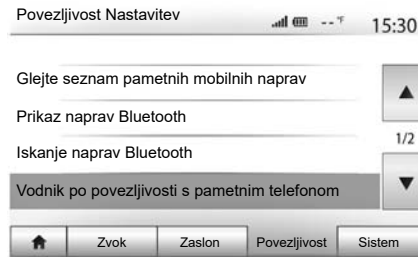 Povezljivost Nastavitev
-- °F 15:30
Glejte seznam pametnih mobilnih naprav
Prikaz naprav Bluetooth
1/2
Iskanje naprav Bluetooth
Vodnik po povezljivosti s pametnim telefonom
Zvok Zaslon Povezljivost Sistem